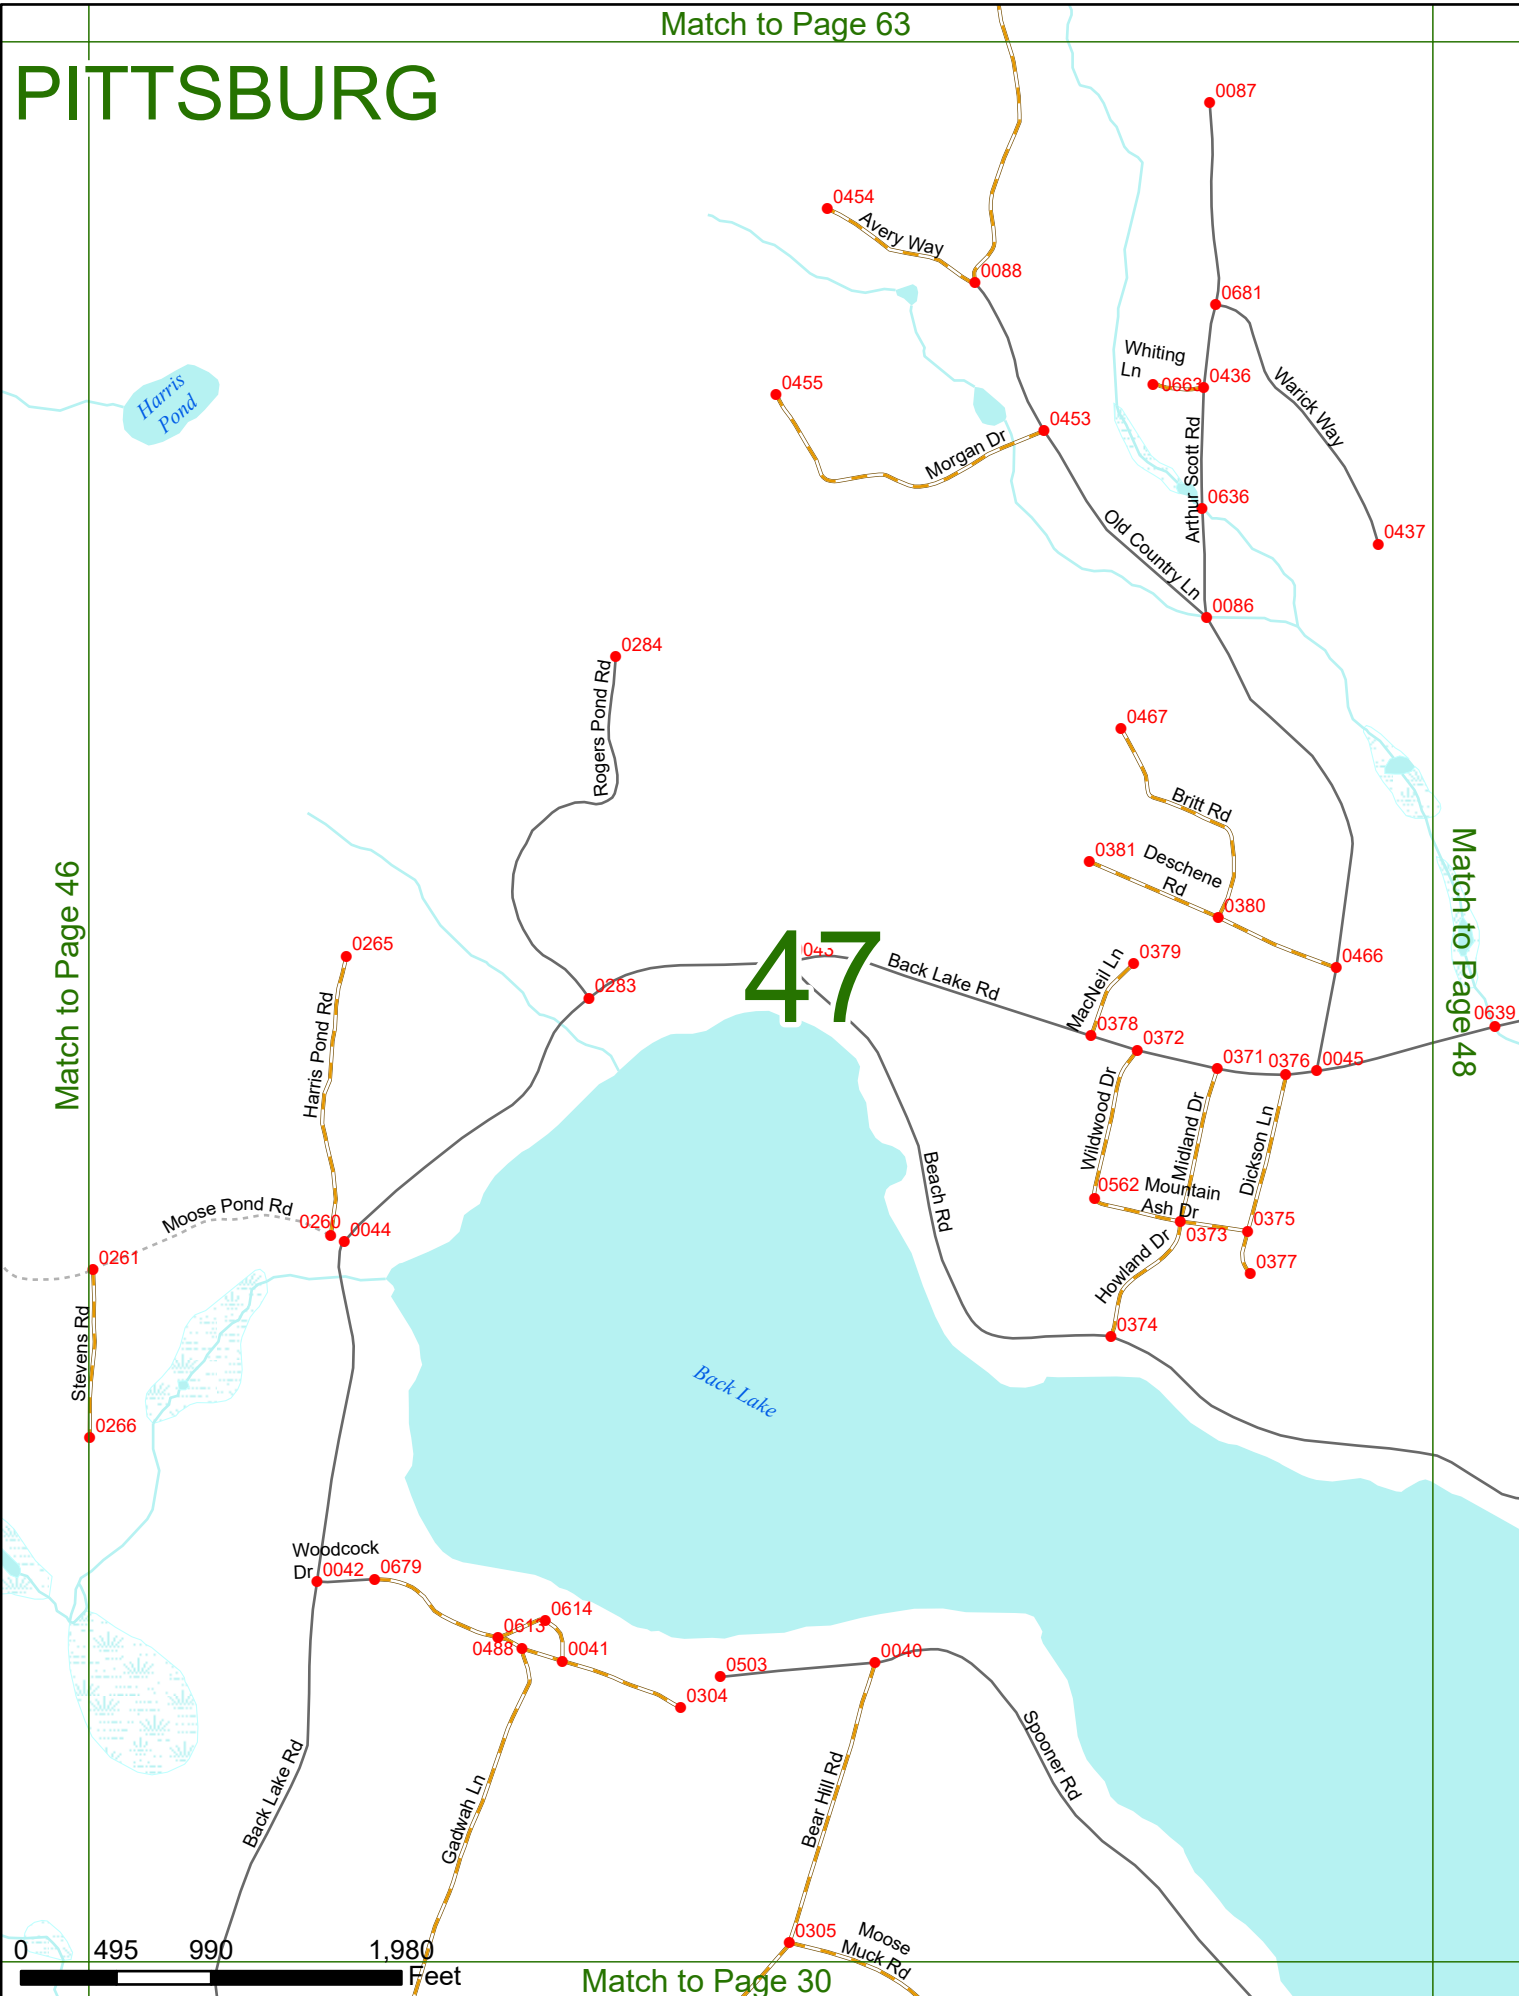 Match to Page 63
PITTSBURG
0087
0454
Avery Way
0088
0681
Whiting
Ln
0663
0436
Warick Way
0455
0453
Morgan Dr
Arthur Scott Rd
0636
Old Country Ln
0437
0086
Harris
Pond
0284
Rogers Pond Rd
0467
Britt Rd
0381
Deschene
Rd
0380
Match to Page 46
Match to Page 48
0265
47
043
Back Lake Rd
MacNeil Ln
0379
0466
0283
0378
0372
0371
0376
0045
0639
Harris Pond Rd
Wildwood Dr
Midland Dr
Dickson Ln
Beach Rd
0562
Mountain
Ash Dr
0375
0373
Moose Pond Rd
0260
0044
0261
Howland Dr
0377
0374
Stevens Rd
0266
Back Lake
Woodcock
Dr
0042
0679
0614
0613
0488
0041
0503
0040
0304
Spooner Rd
Back Lake Rd
Gadwah Ln
Bear Hill Rd
0305
Moose
Muck Rd
0 495 990 1,980
Feet
Match to Page 30